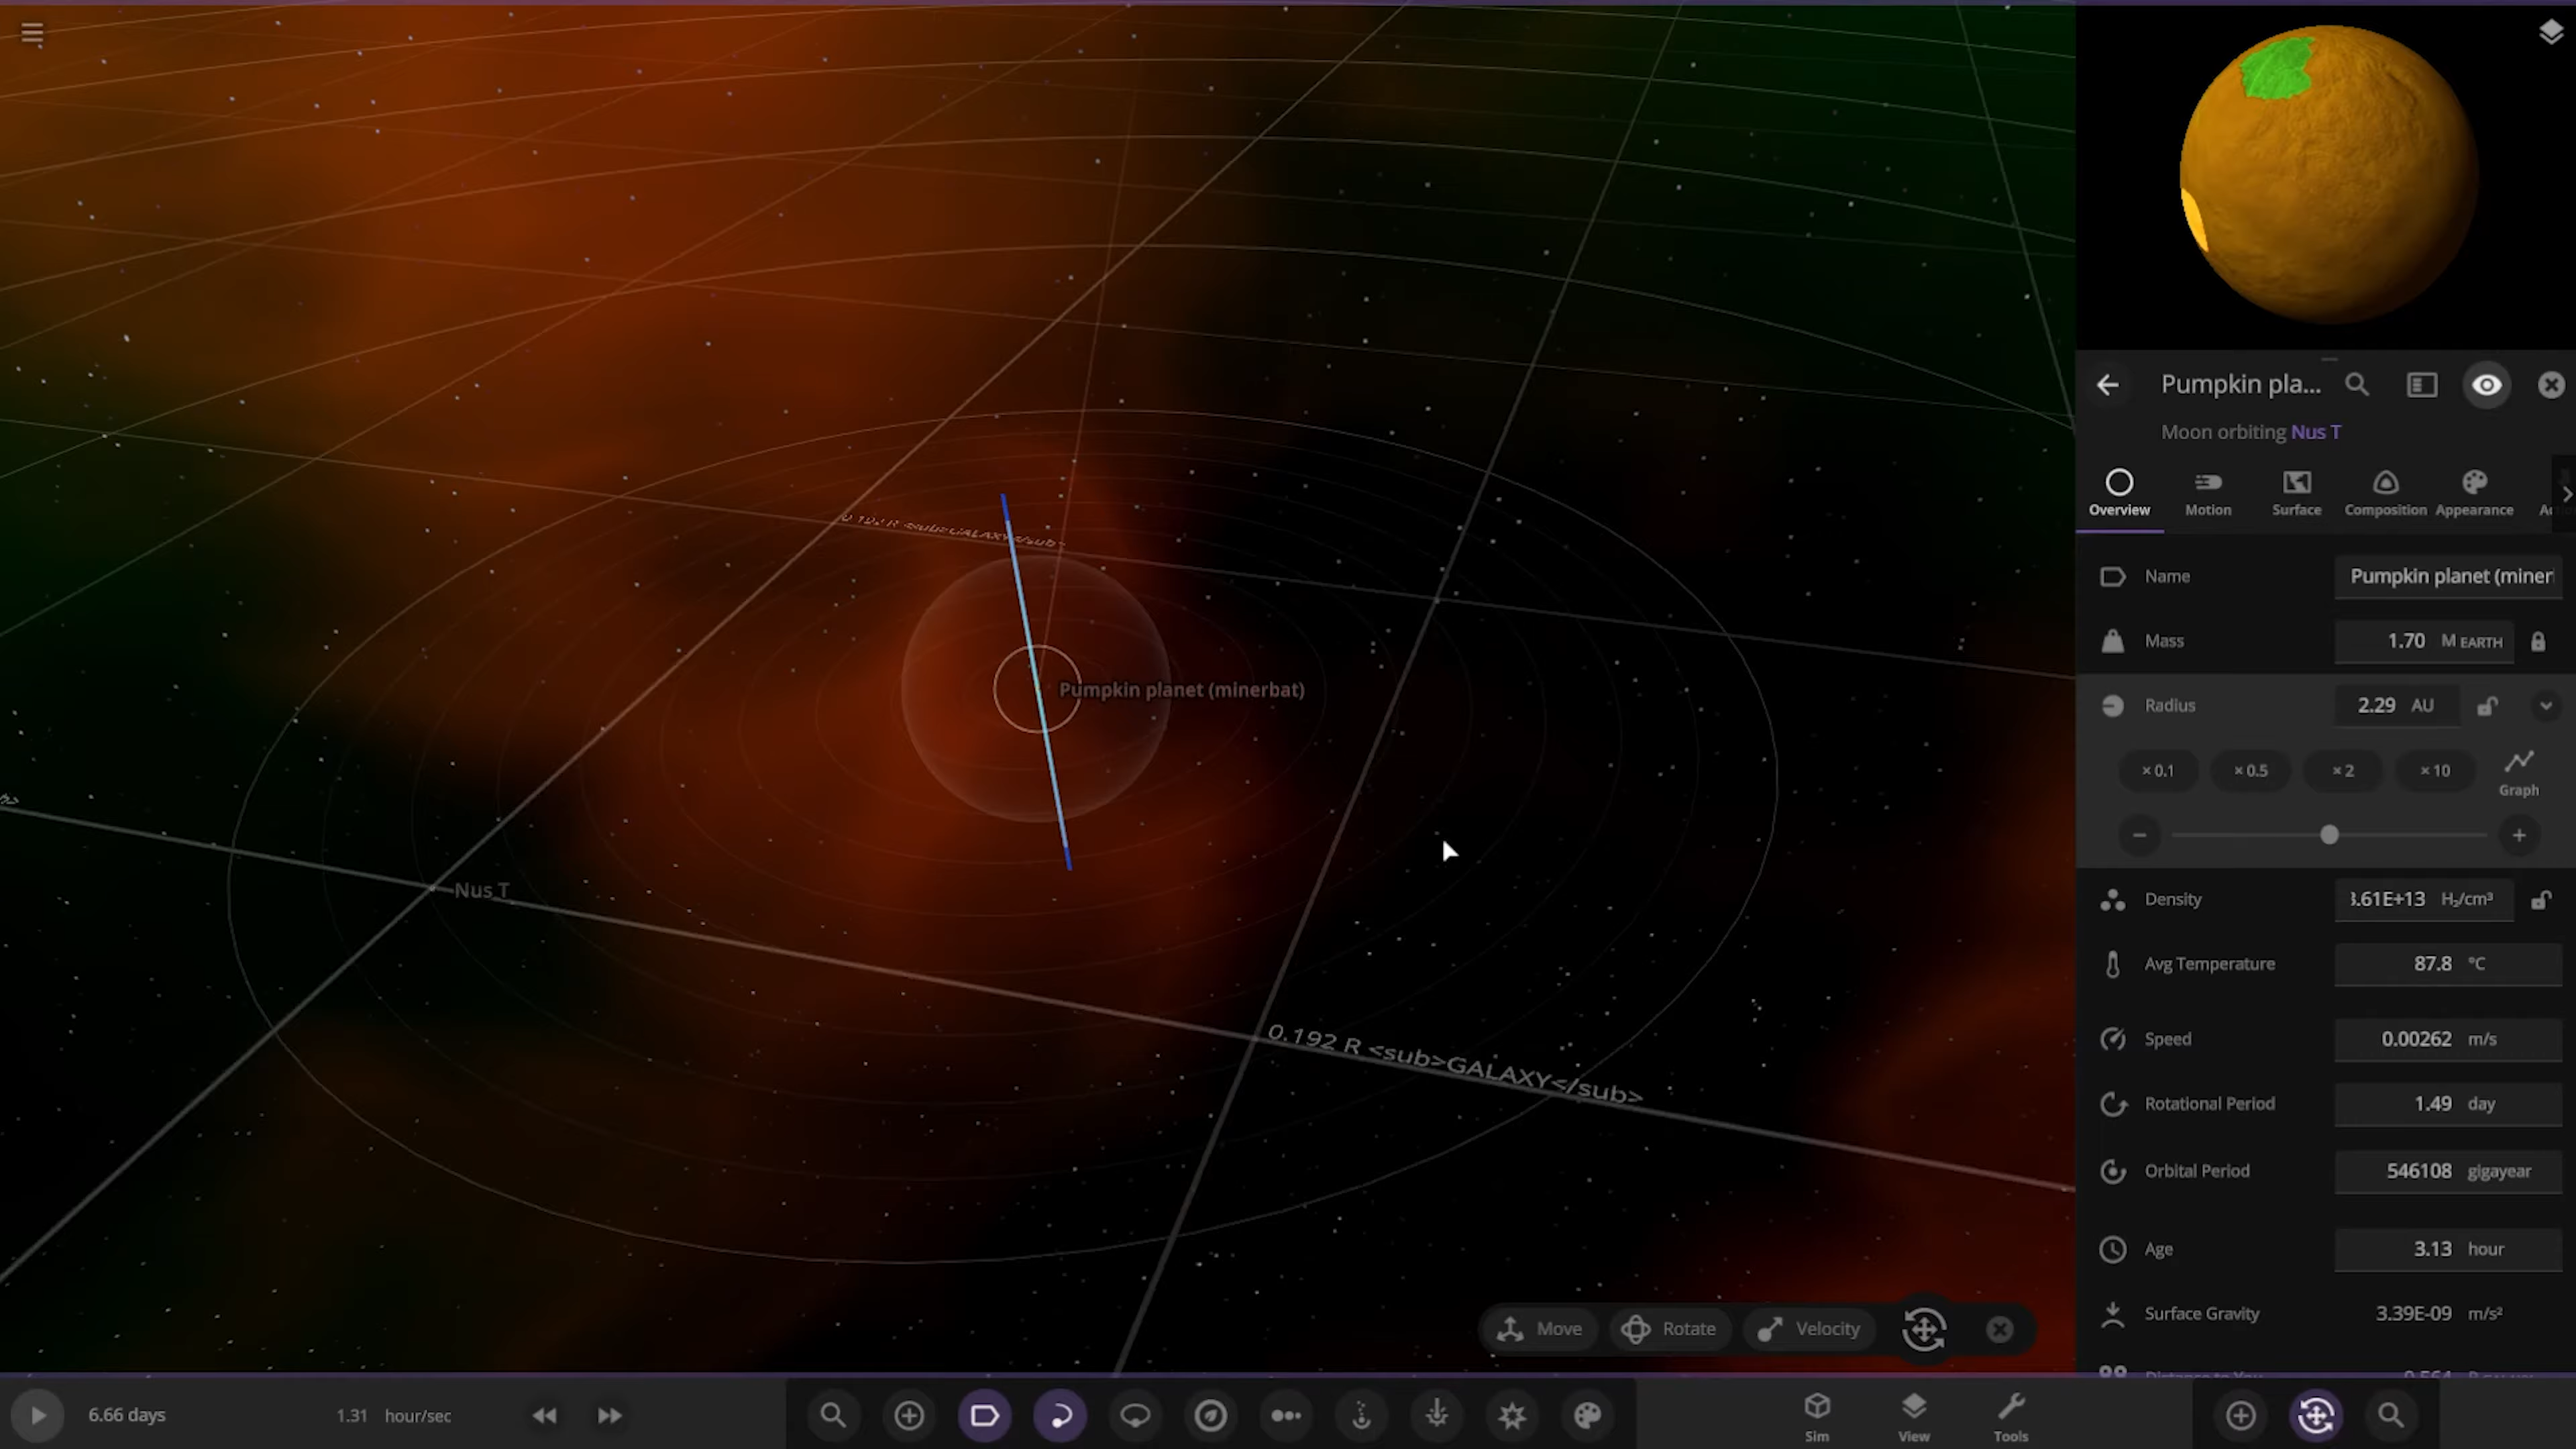 Pumpkin pla...
Moon orbiting Nus T
Overview
Motion
Surface
Composition
Appearance
Name
Pumpkin planet (miner
Mass
1.70 M EARTH
Radius
2.29 AU
× 0.1
× 0.5
× 2
× 10
Graph
Density
3.61E+13 H₂/cm³
Avg Temperature
87.8 °C
Speed
0.00262 m/s
Rotational Period
1.49 day
Orbital Period
546108 gigayear
Age
3.13 hour
Surface Gravity
3.39E-09 m/s²
0.192 R <sub>GALAXY</sub>
Pumpkin planet (minerbat)
Nus T
0.192 R <sub>GALAXY</sub>
Move
Rotate
Velocity
6.66 days
1.31 hour/sec
Sim
View
Tools